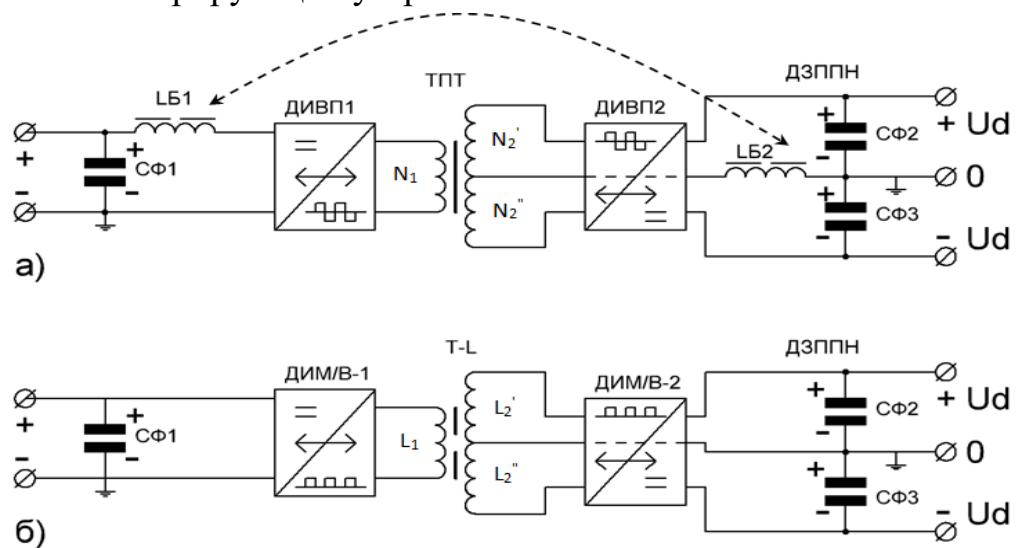 LБ1
ТПТ
ДЗППН
ДИВП1
ДИВП2
+
СФ2
+ Ud
+
+
СФ1
N₂'
LБ2
-
N₁
0
-
-
N₂"
+
СФ3
-
- Ud
а)
T-L
ДЗППН
ДИМ/В-1
ДИМ/В-2
+
СФ2
+ Ud
+
+
СФ1
L₂'
-
L₁
0
-
-
L₂"
+
СФ3
-
- Ud
б)